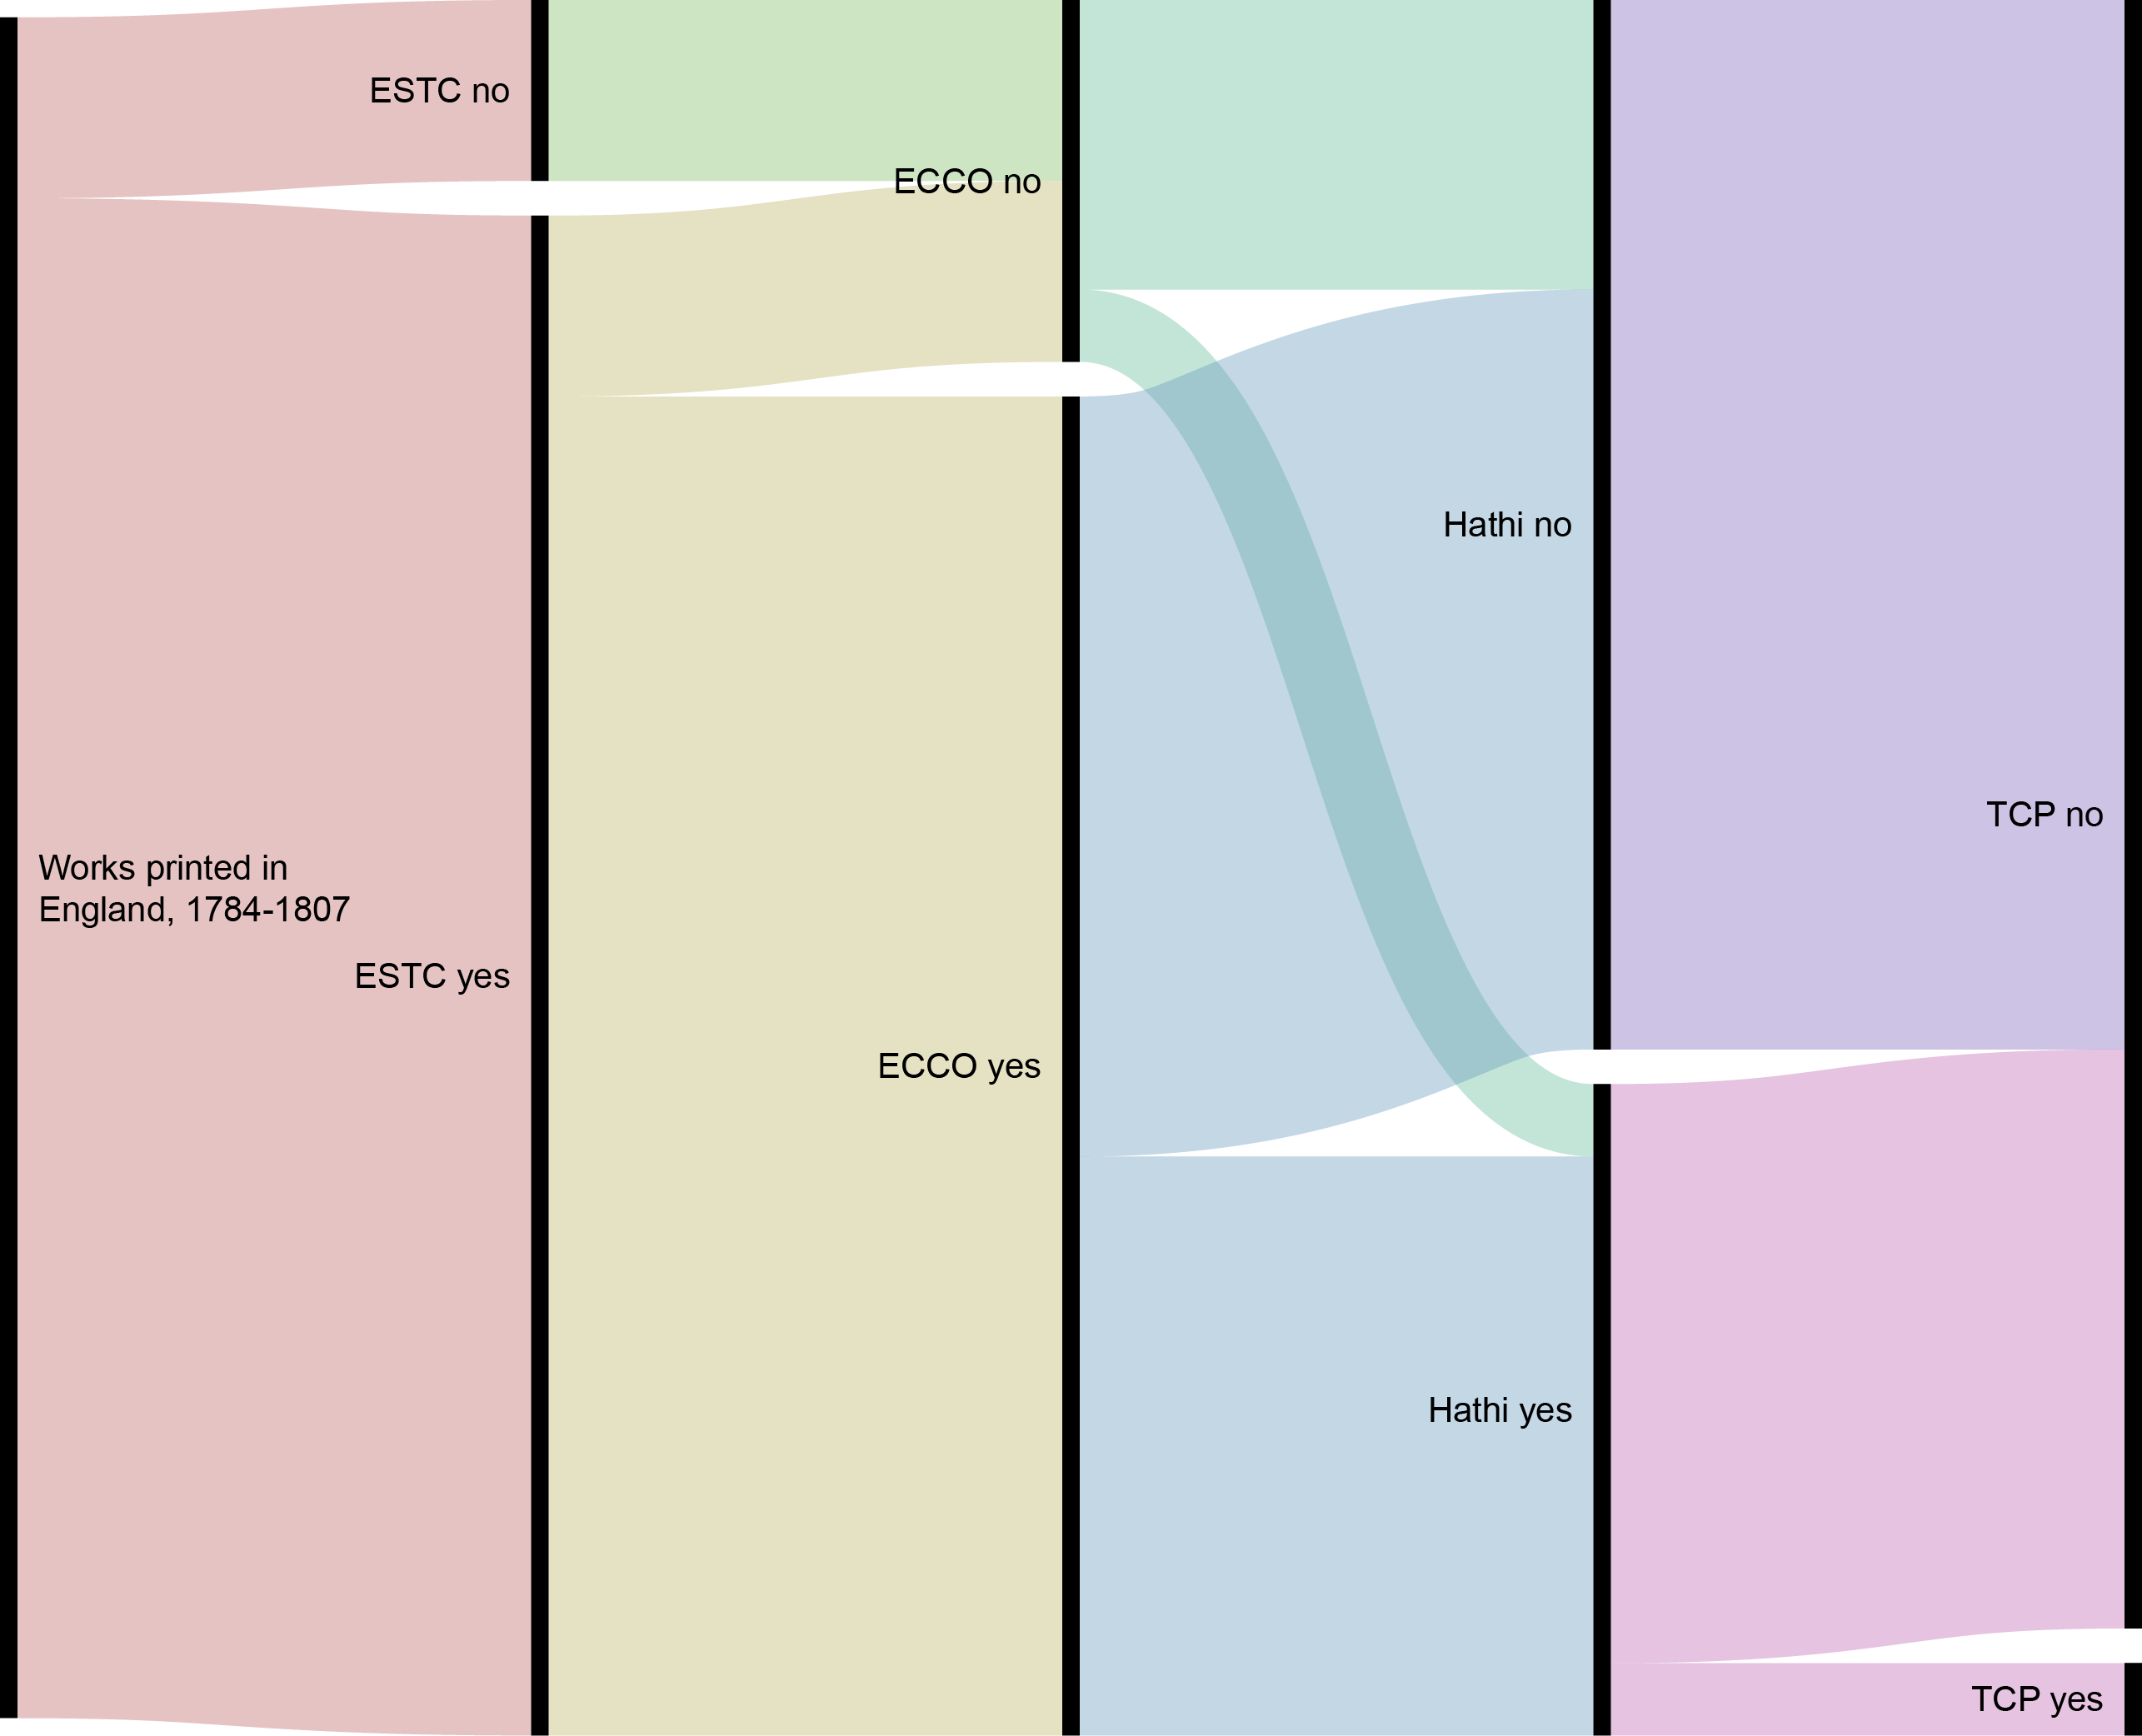 ESTC no
ECCO no
Hathi no
TCP no
Works printed in
England, 1784-1807
ESTC yes
ECCO yes
Hathi yes
TCP yes